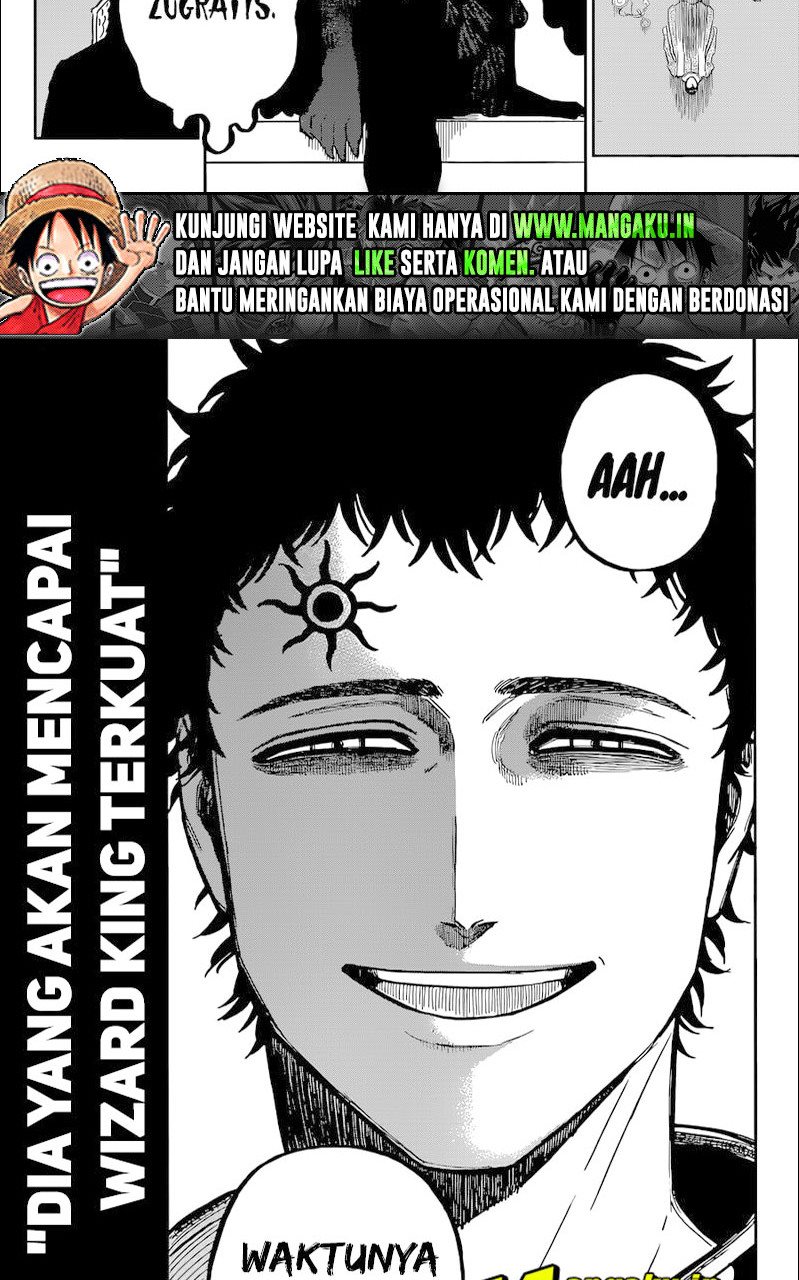 ZOGRATIS.
KUNJUNGI WEBSITE KAMI HANYA DI WWW.MANGAKU.IN
DAN JANGAN LUPA LIKE SERTA KOMEN. ATAU
BANTU MERINGANKAN BIAYA OPERASIONAL KAMI DENGAN BERDONASI
AAH...
"DIA YANG AKAN MENCAPAI
WIZARD KING TERKUAT"
WAKTUNYA